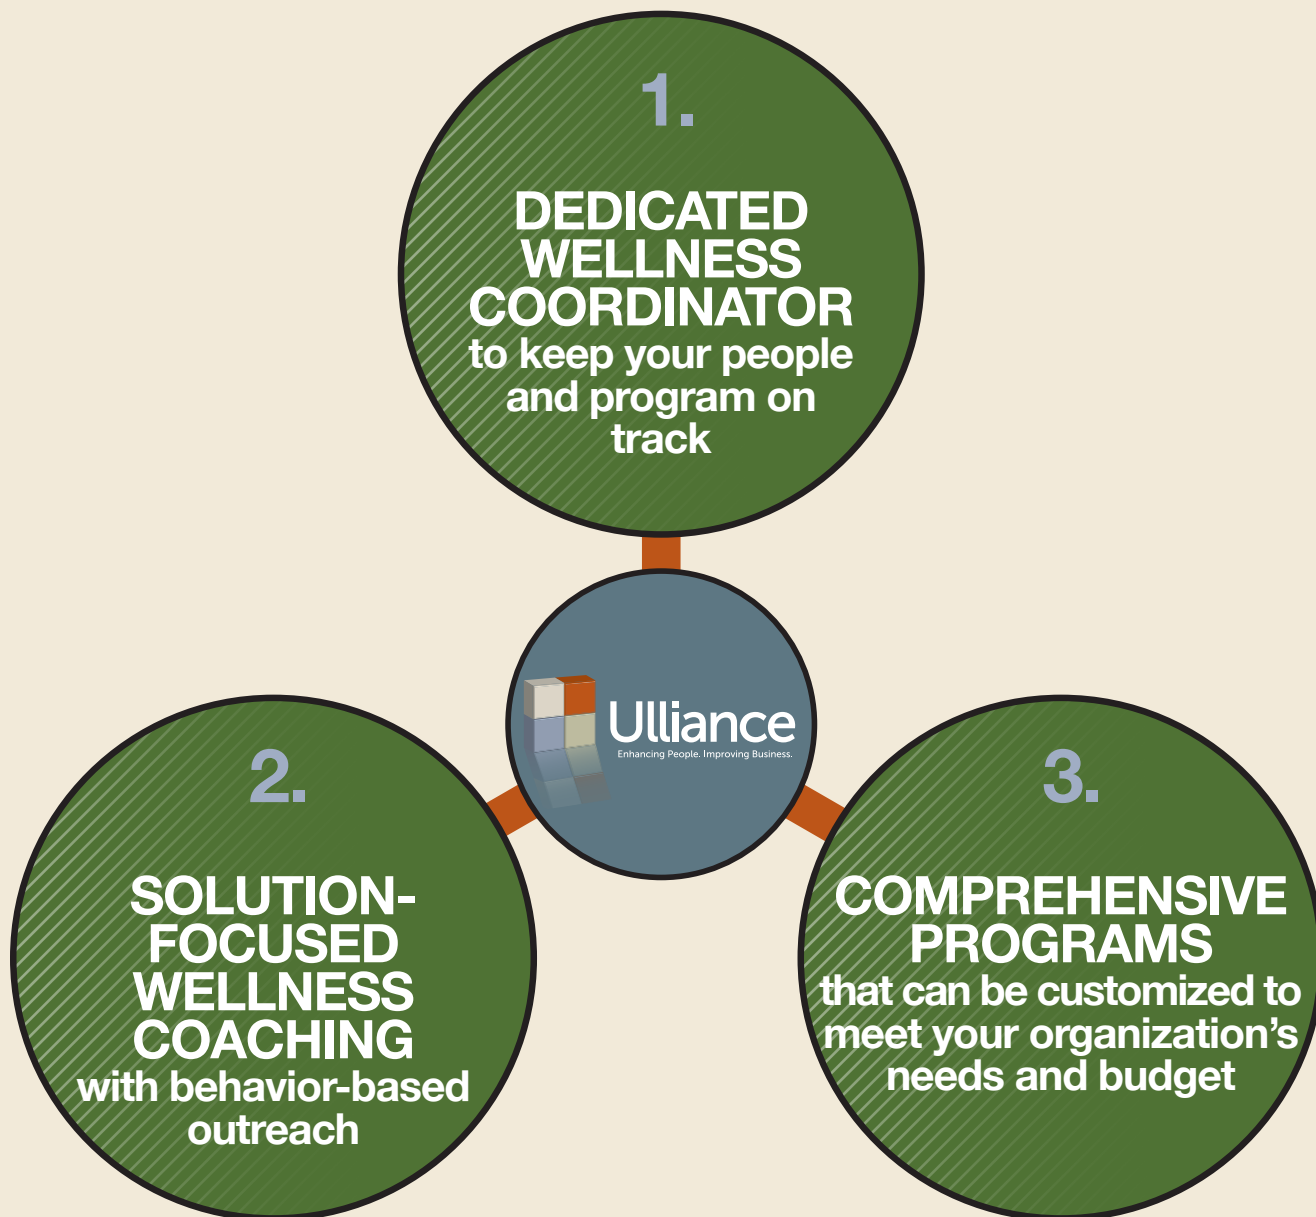 1.
DEDICATED
WELLNESS
COORDINATOR
to keep your people
and program on
track
Ulliance
Enhancing People. Improving Business.
2.
SOLUTION-
FOCUSED
WELLNESS
COACHING
with behavior-based
outreach
3.
COMPREHENSIVE
PROGRAMS
that can be customized to
meet your organization’s
needs and budget